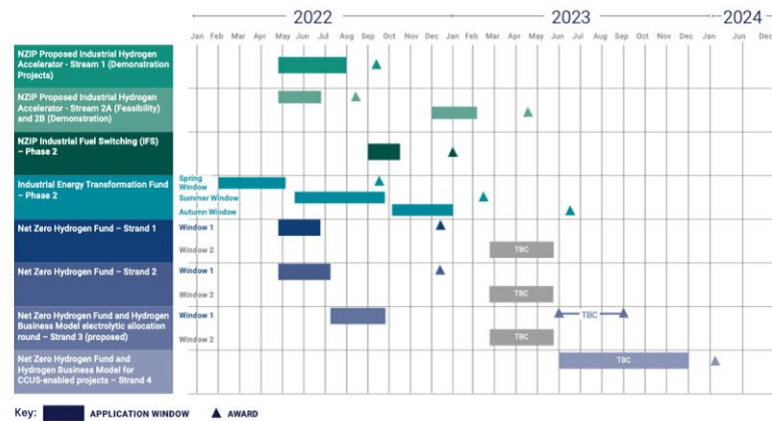 2022 2023 2024
Jan Feb Mar Apr May Jun Jul Aug Sep Oct Nov Dec Jan Feb Mar Apr May Jun Jul Aug Sep Oct Nov Dec Jan Jun Dec
NZIP Proposed Industrial Hydrogen
Accelerator - Stream 1 (Demonstration
Projects)
NZIP Proposed Industrial Hydrogen
Accelerator - Stream 2A (Feasibility)
and 2B (Demonstration)
NZIP Industrial Fuel Switching (IFS)
– Phase 2
Industrial Energy Transformation Fund
– Phase 2
Spring
Window
Summer Window
Autumn Window
Net Zero Hydrogen Fund – Strand 1
Window 1
Window 2
TBC
Net Zero Hydrogen Fund – Strand 2
Window 1
Window 2
TBC
Net Zero Hydrogen Fund and Hydrogen
Business Model electrolytic allocation
round – Strand 3 (proposed)
Window 1
TBC
Window 2
TBC
Net Zero Hydrogen Fund and
Hydrogen Business Model for
CCUS-enabled projects – Strand 4
TBC
Key: APPLICATION WINDOW AWARD